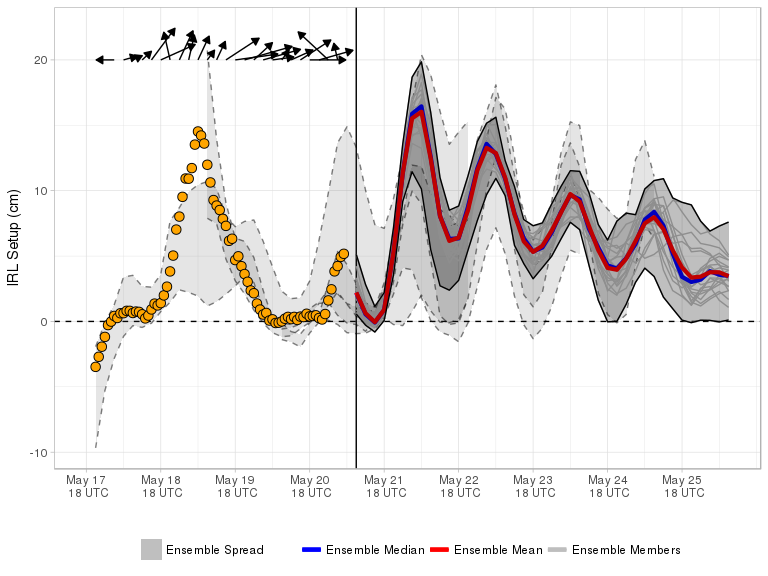 IRL Setup (cm)
20
10
0
-10
May 17 May 18 May 19 May 20 May 21 May 22 May 23 May 24 May 25
18 UTC 18 UTC 18 UTC 18 UTC 18 UTC 18 UTC 18 UTC 18 UTC 18 UTC
Ensemble Spread Ensemble Median Ensemble Mean Ensemble Members